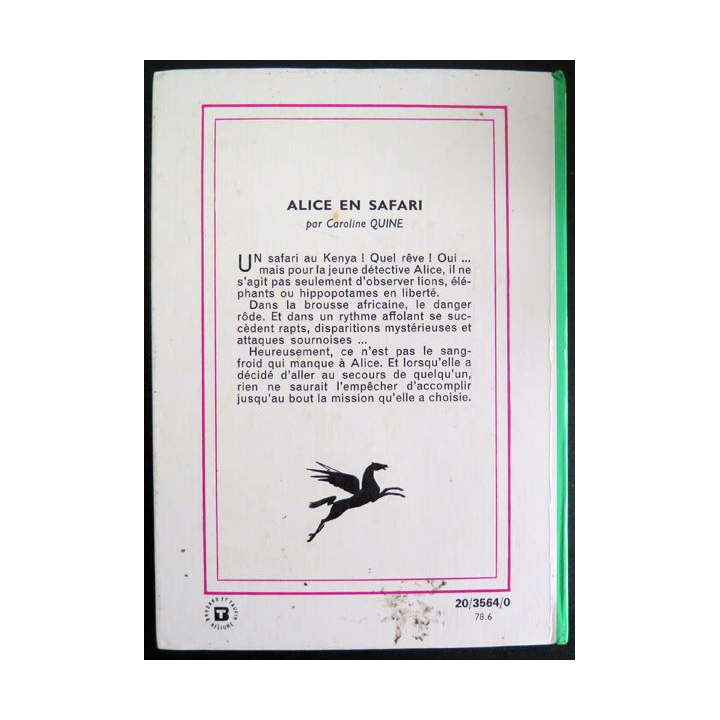 ALICE EN SAFARI
par Caroline QUINE
UN safari au Kenya ! Quel rêve ! Oui ...
mais pour la jeune détective Alice, il ne
s'agit pas seulement d'observer lions, élé-
phants ou hippopotames en liberté.
Dans la brousse africaine, le danger
rôde. Et dans un rythme affolant se suc-
cèdent rapts, disparitions mystérieuses et
attaques sournoises ...
Heureusement, ce n'est pas le sang-
froid qui manque à Alice. Et lorsqu'elle a
décidé d'aller au secours de quelqu'un,
rien ne saurait l'empêcher d'accomplir
jusqu'au bout la mission qu'elle a choisie.
BRODARD ET TAUPIN
RELIURE
20/3564/0
78.6